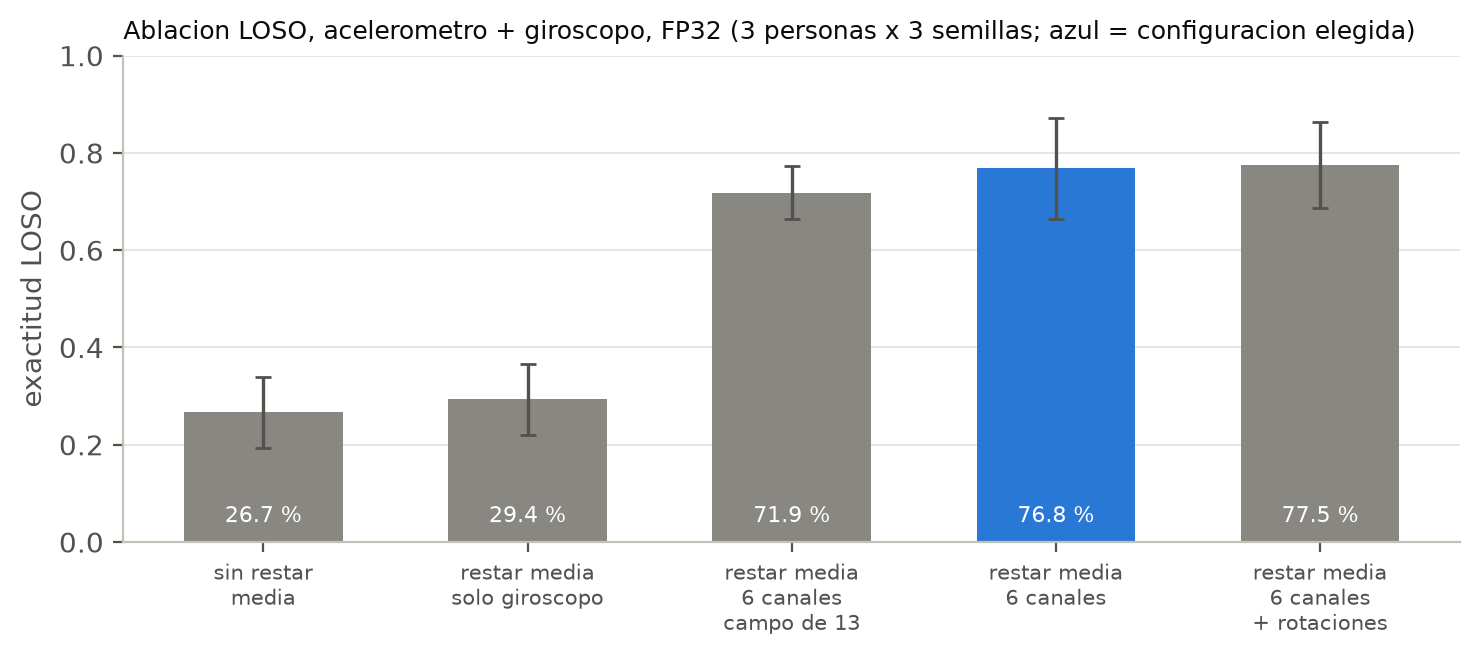 Ablacion LOSO, acelerometro + giroscopo, FP32 (3 personas x 3 semillas; azul = configuracion elegida)
1.0
0.8
0.6
0.4
0.2
0.0
exactitud LOSO
26.7 %
29.4 %
71.9 %
76.8 %
77.5 %
sin restar
media
restar media
solo giroscopo
restar media
6 canales
campo de 13
restar media
6 canales
restar media
6 canales
+ rotaciones